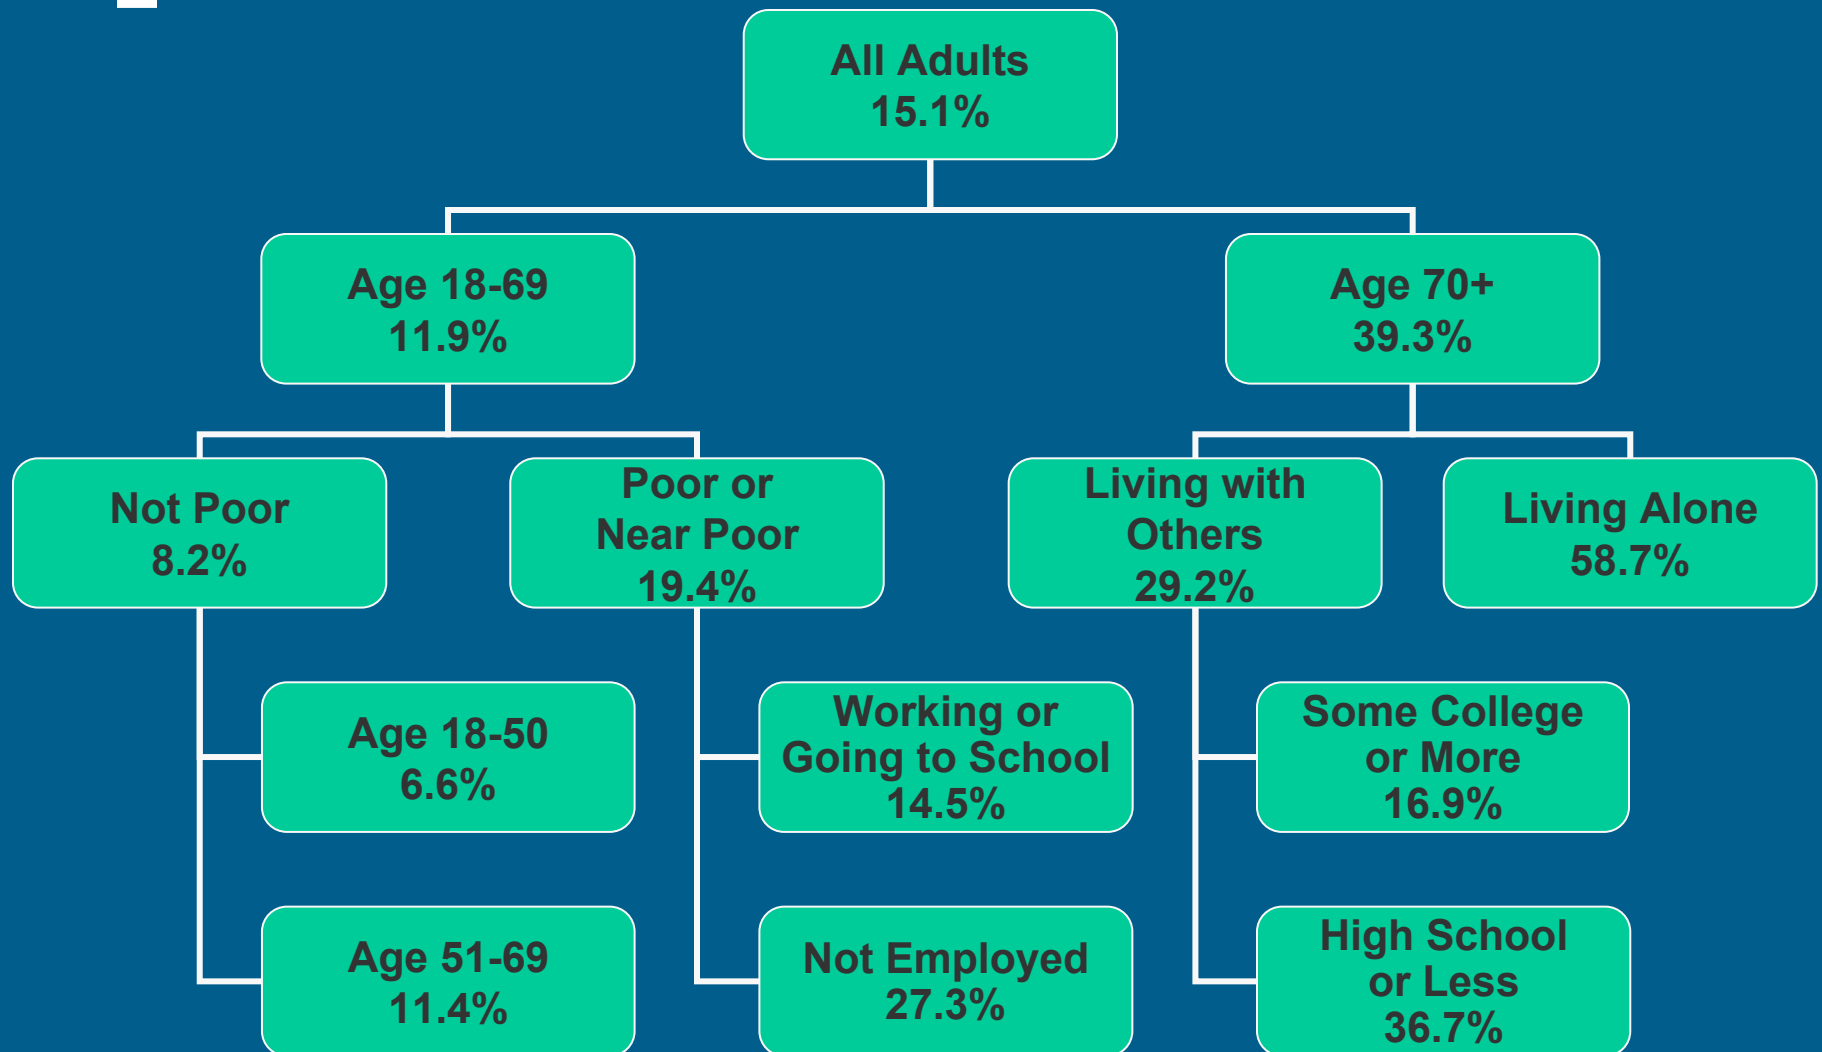 All Adults
15.1%
Age 18-69
11.9%
Age 70+
39.3%
Not Poor
8.2%
Poor or
Near Poor
19.4%
Living with
Others
29.2%
Living Alone
58.7%
Age 18-50
6.6%
Working or
Going to School
14.5%
Some College
or More
16.9%
Age 51-69
11.4%
Not Employed
27.3%
High School
or Less
36.7%